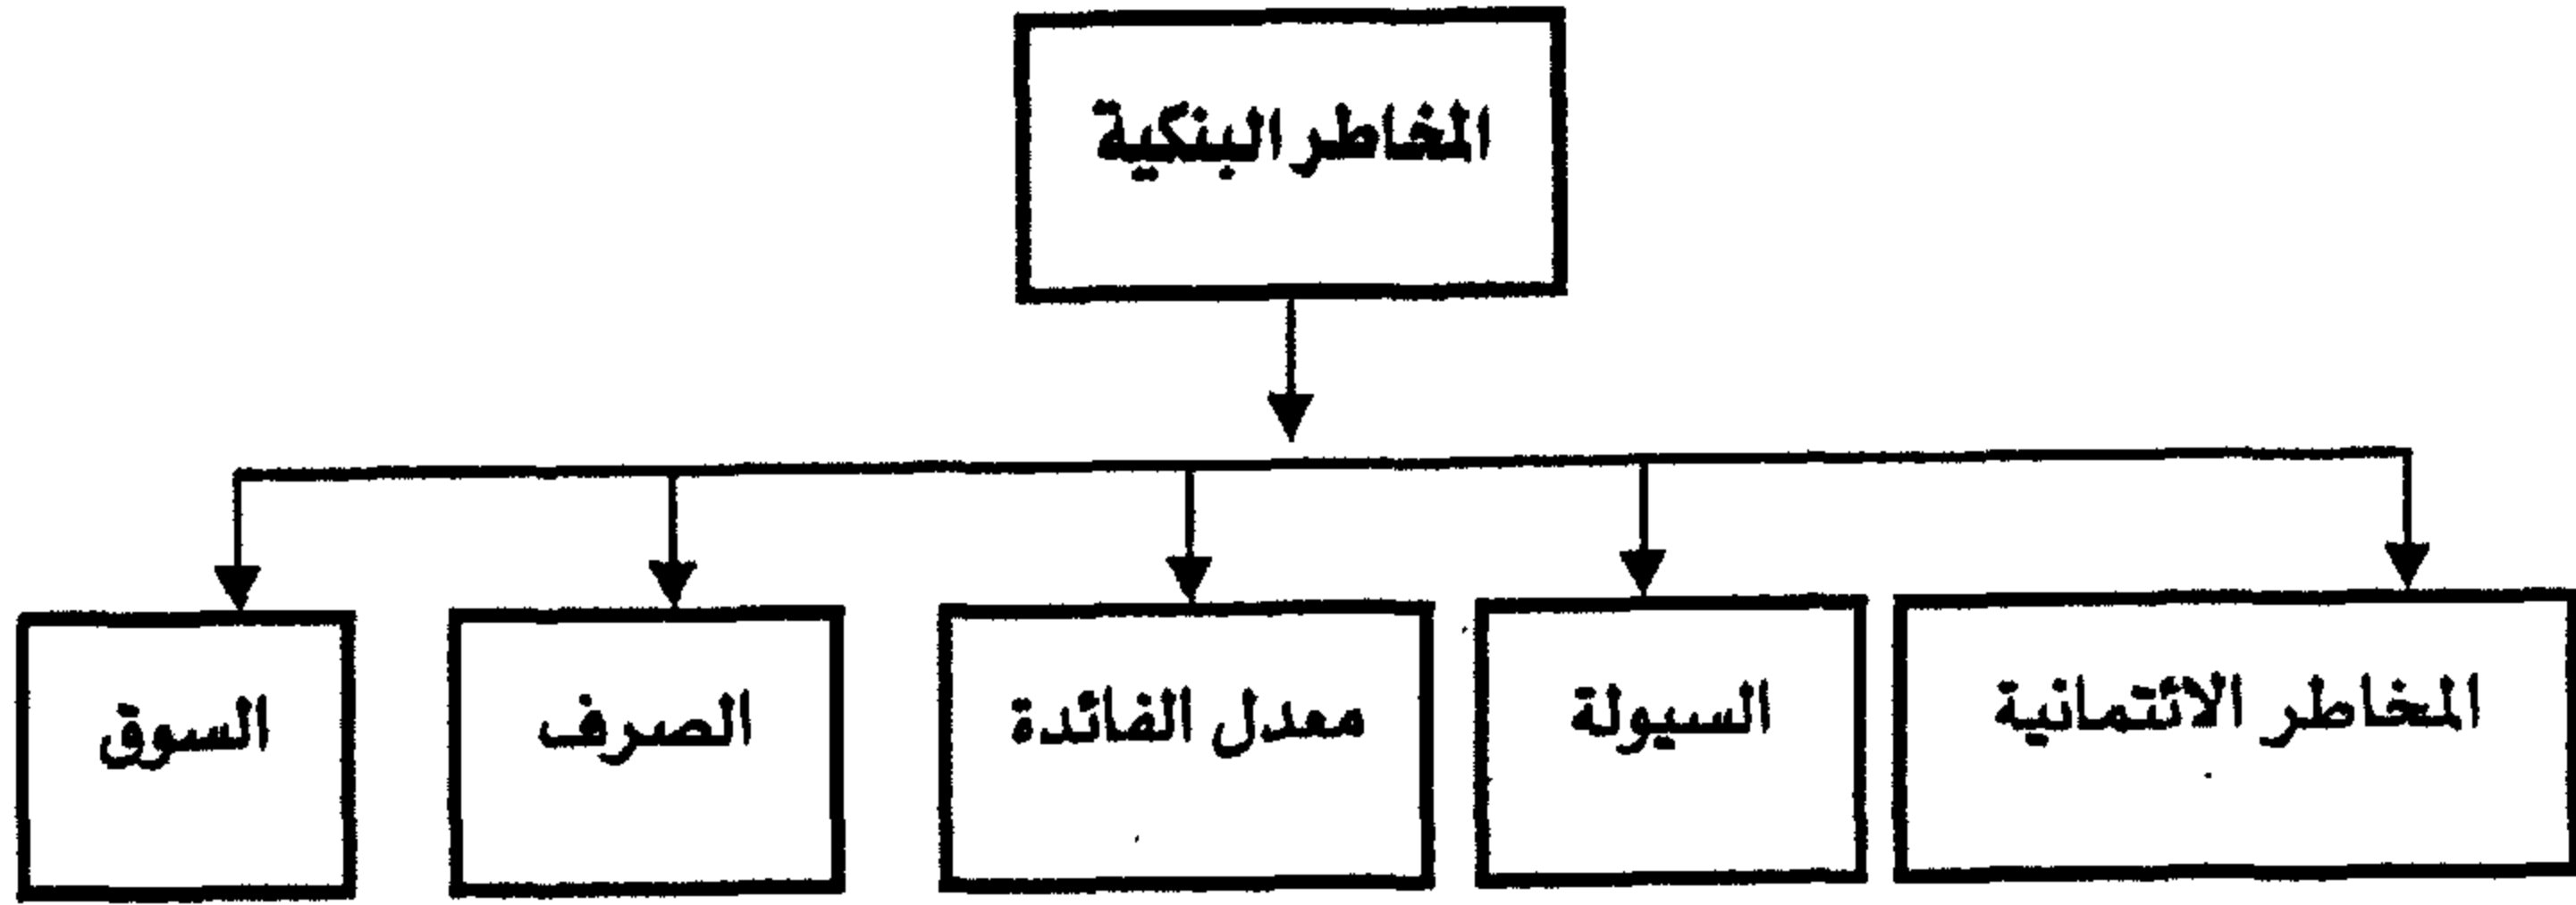 المخاطر البنكية
المخاطر الائتمانية
السيولة
معدل الفائدة
الصرف
السوق